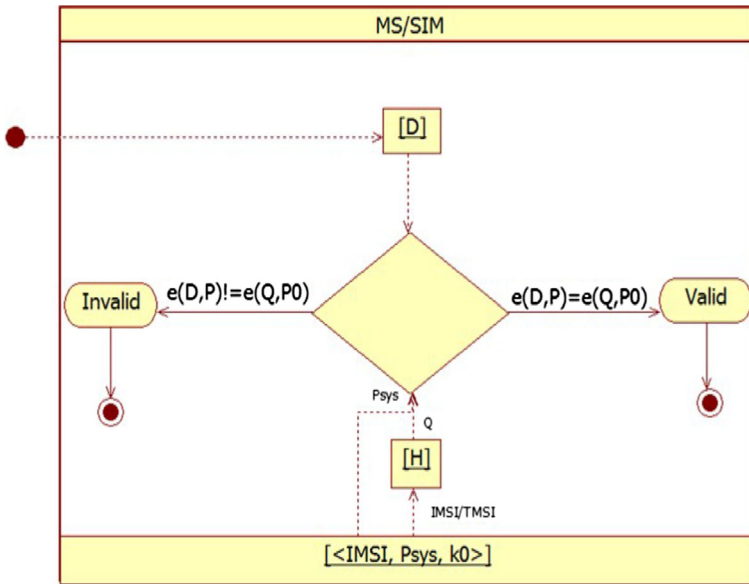 MS/SIM
[D]
e(D,P)!=e(Q,P0)
e(D,P)=e(Q,P0)
Invalid
Valid
Psys
Q
[H]
IMSI/TMSI
[<IMSI, Psys, k0>]